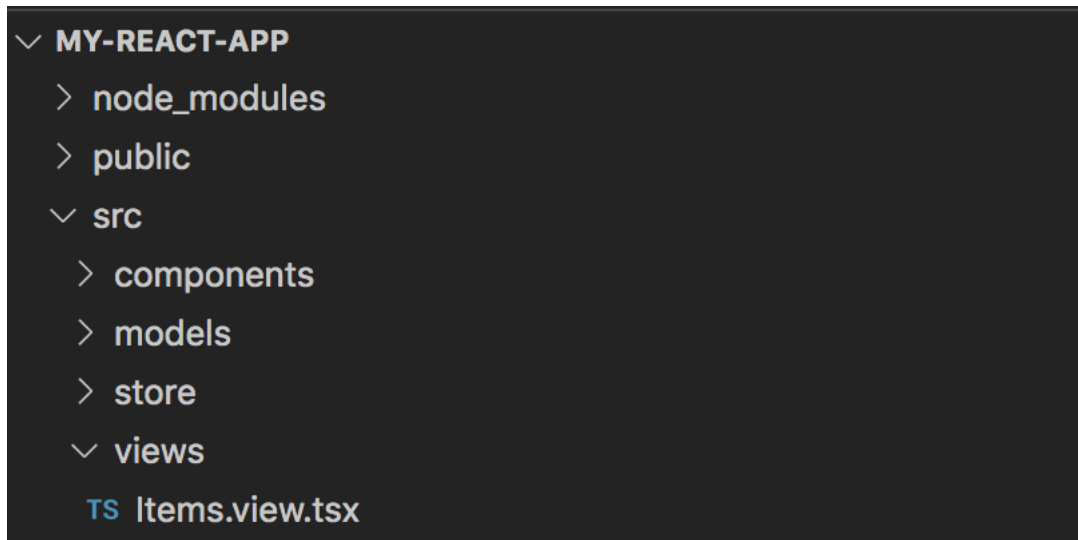 MY-REACT-APP
node_modules
public
src
components
models
store
views
TS Items.view.tsx